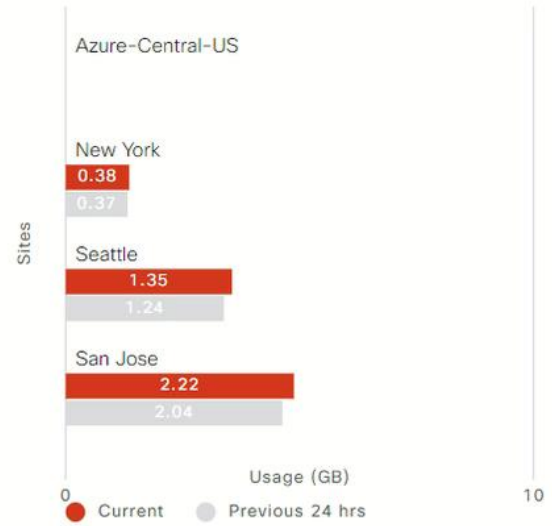 Azure-Central-US
New York
0.38
0.37
Seattle
1.35
1.24
San Jose
2.22
2.04
Sites
Usage (GB)
0 10
Current Previous 24 hrs